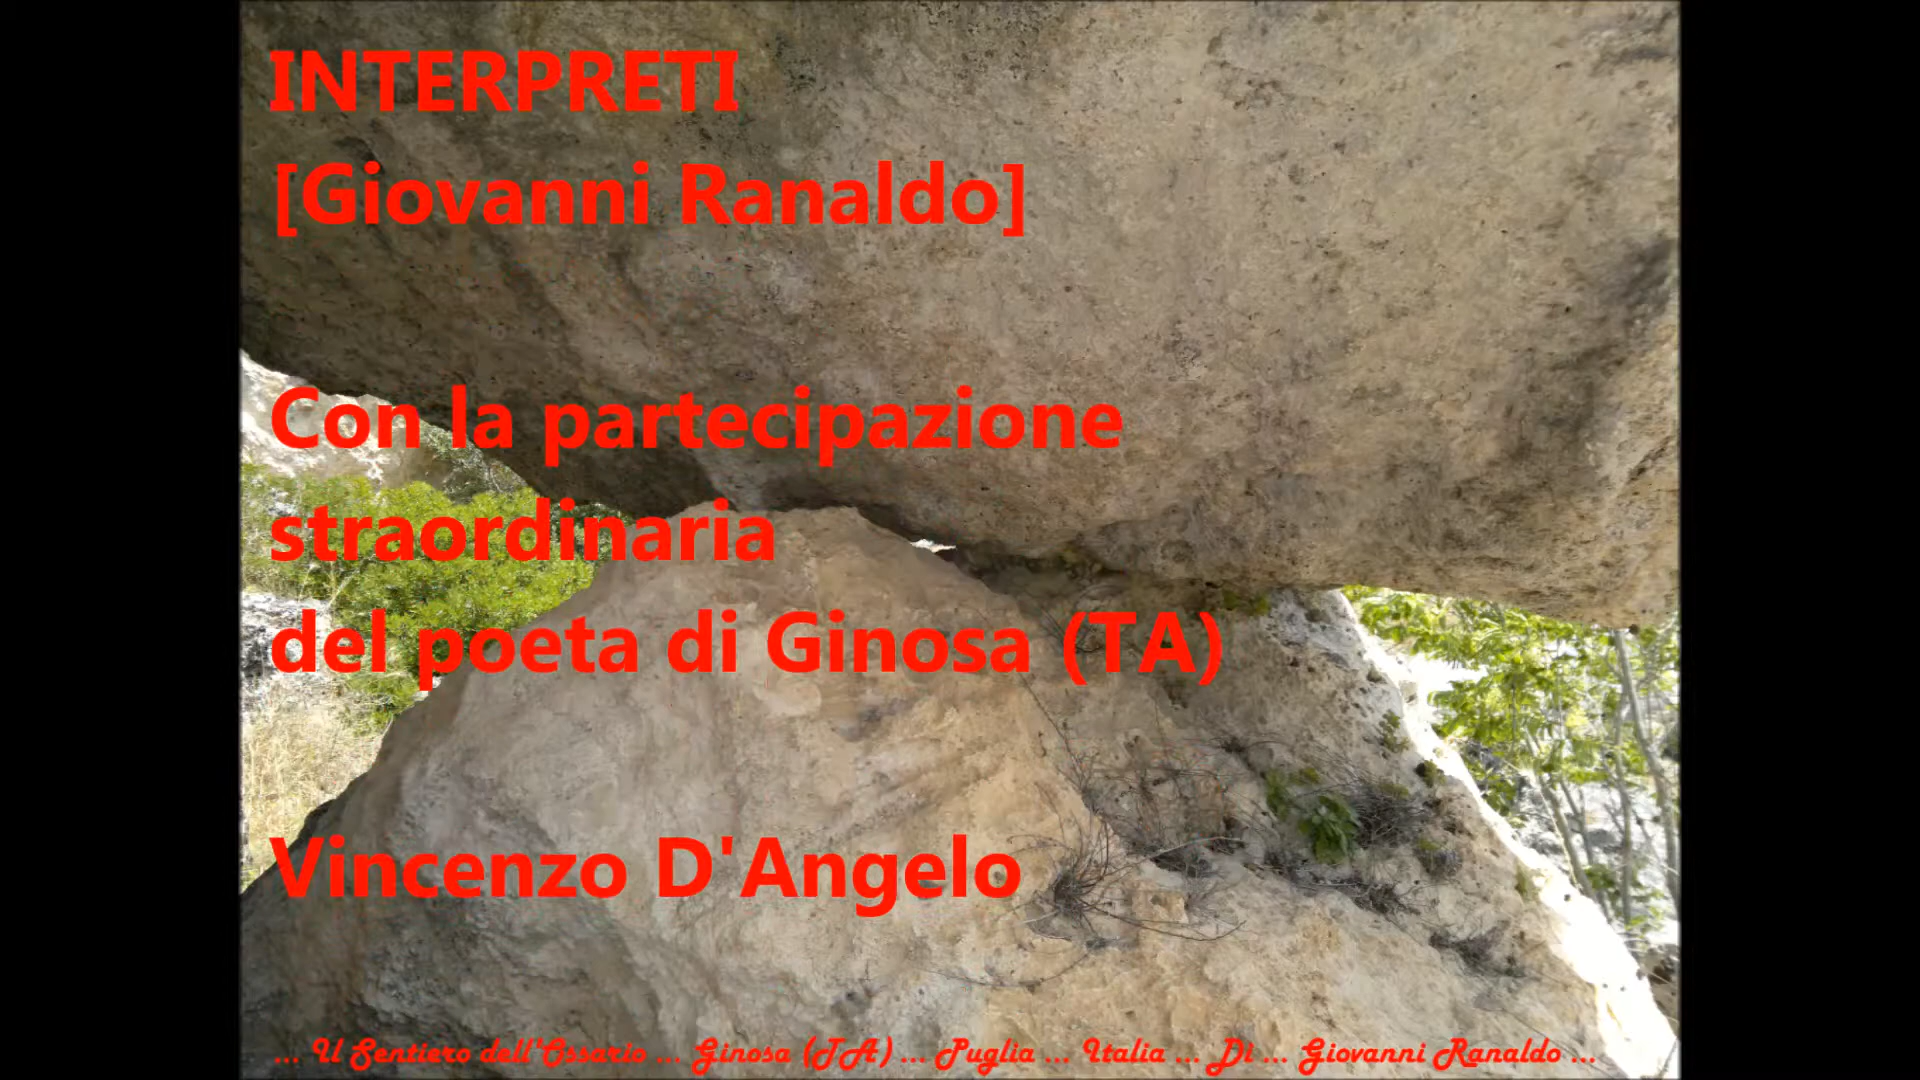 INTERPRETI
[Giovanni Ranaldo]
Con la partecipazione
straordinaria
del poeta di Ginosa (TA)
Vincenzo D'Angelo
... Il Sentiero dell'Ossario ... Ginosa (TA) ... Puglia ... Italia ... Di ... Giovanni Ranaldo ...